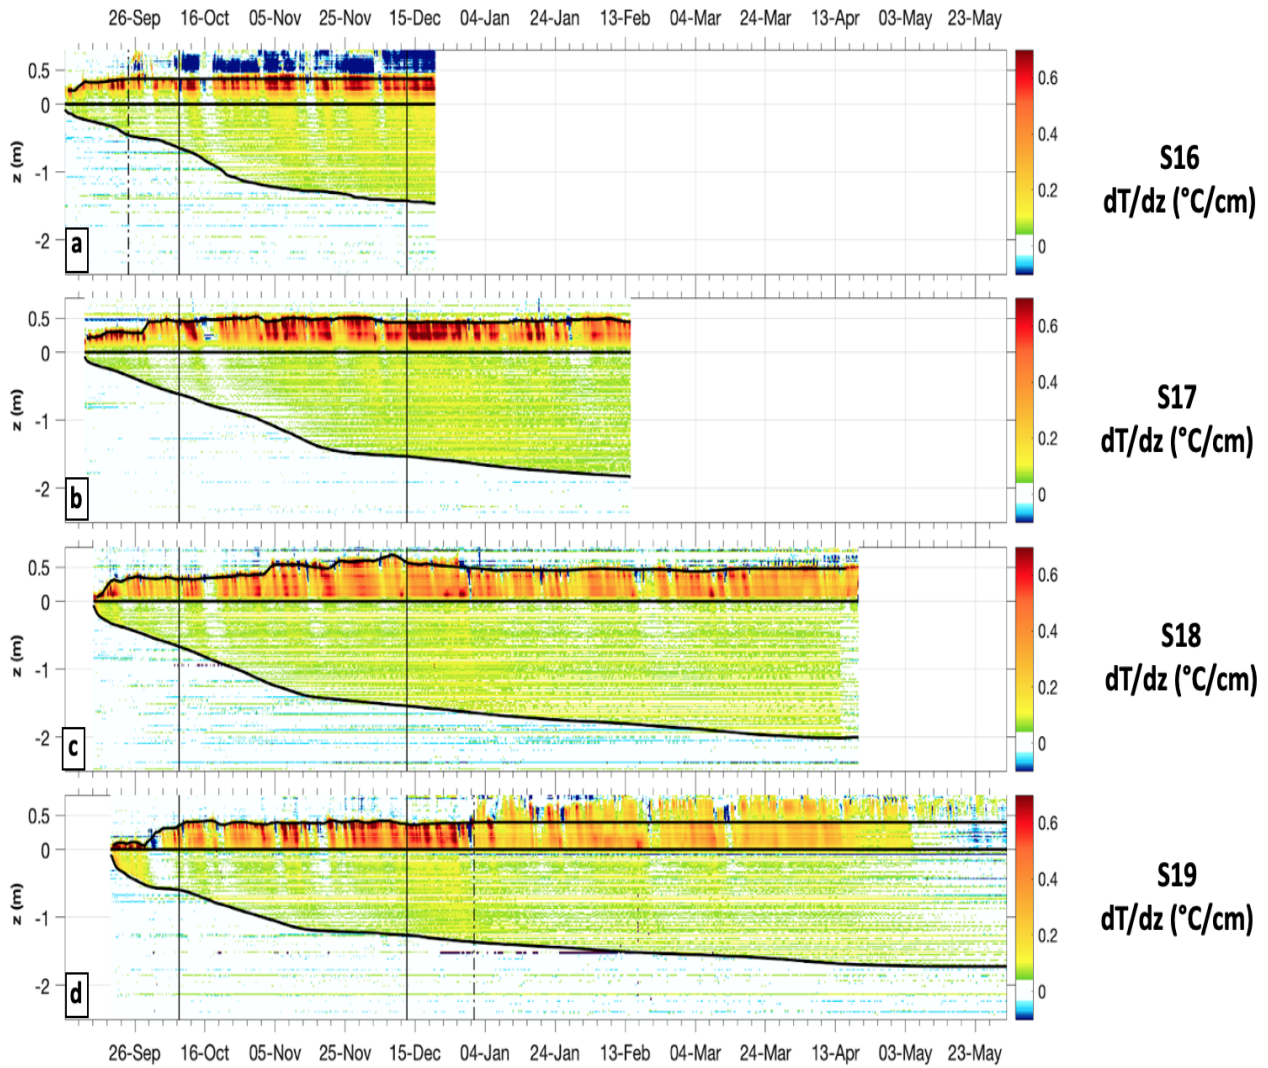 26-Sep 16-Oct 05-Nov 25-Nov 15-Dec 04-Jan 24-Jan 13-Feb 04-Mar 24-Mar 13-Apr 03-May 23-May
0.5
0
-1
-2
z (m)
a
0.6
0.4
0.2
0
S16
dT/dz (°C/cm)
0.5
0
-1
-2
z (m)
b
0.6
0.4
0.2
0
S17
dT/dz (°C/cm)
0.5
0
-1
-2
z (m)
c
0.6
0.4
0.2
0
S18
dT/dz (°C/cm)
0.5
0
-1
-2
z (m)
d
0.6
0.4
0.2
0
S19
dT/dz (°C/cm)
26-Sep 16-Oct 05-Nov 25-Nov 15-Dec 04-Jan 24-Jan 13-Feb 04-Mar 24-Mar 13-Apr 03-May 23-May